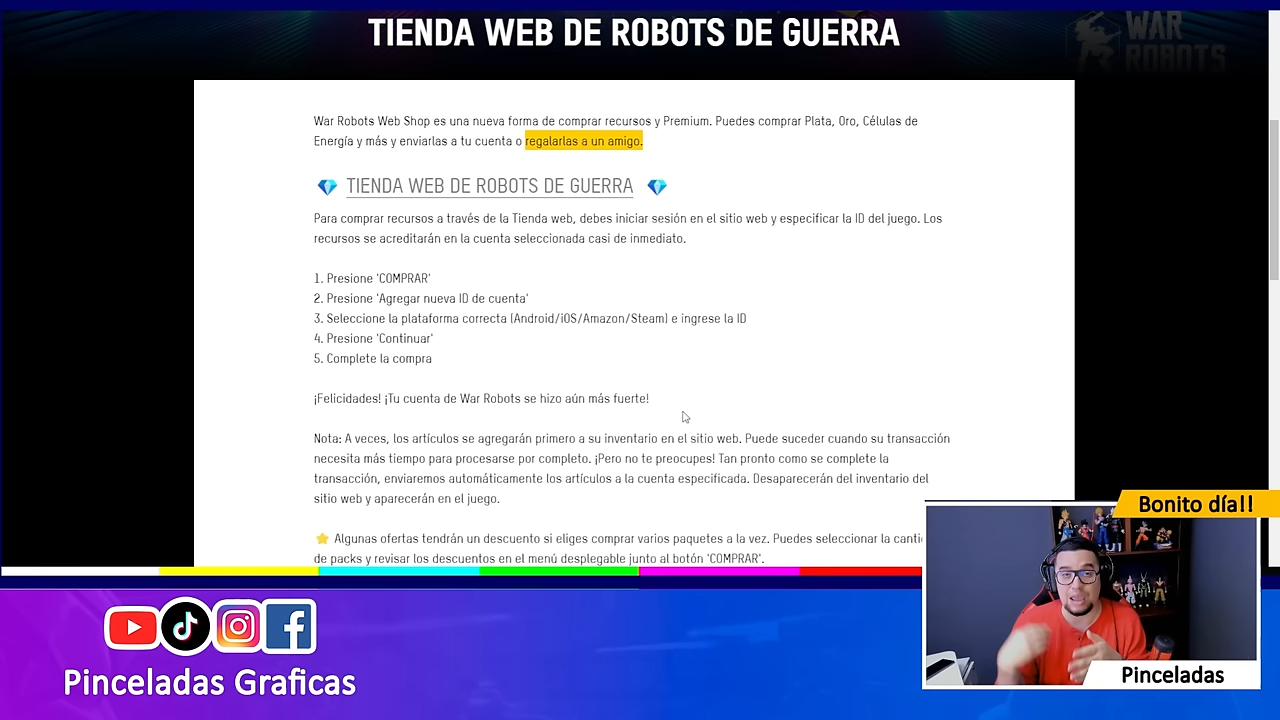 TIENDA WEB DE ROBOTS DE GUERRA
WAR
ROBOTS
War Robots Web Shop es una nueva forma de comprar recursos y Premium. Puedes comprar Plata, Oro, Células de
Energía y más y enviarlas a tu cuenta o regalarlas a un amigo.
TIENDA WEB DE ROBOTS DE GUERRA
Para comprar recursos a través de la Tienda web, debes iniciar sesión en el sitio web y especificar la ID del juego. Los
recursos se acreditarán en la cuenta seleccionada casi de inmediato.
1. Presione 'COMPRAR'
2. Presione 'Agregar nueva ID de cuenta'
3. Seleccione la plataforma correcta (Android/iOS/Amazon/Steam) e ingrese la ID
4. Presione 'Continuar'
5. Complete la compra
¡Felicidades! ¡Tu cuenta de War Robots se hizo aún más fuerte!
Nota: A veces, los artículos se agregarán primero a su inventario en el sitio web. Puede suceder cuando su transacción
necesita más tiempo para procesarse por completo. ¡Pero no te preocupes! Tan pronto como se complete la
transacción, enviaremos automáticamente los artículos a la cuenta especificada. Desaparecerán del inventario del
sitio web y aparecerán en el juego.
Algunas ofertas tendrán un descuento si eliges comprar varios paquetes a la vez. Puedes seleccionar la canti
de packs y revisar los descuentos en el menú desplegable junto al botón 'COMPRAR'.
Bonito día!!
Pinceladas Graficas
Pinceladas